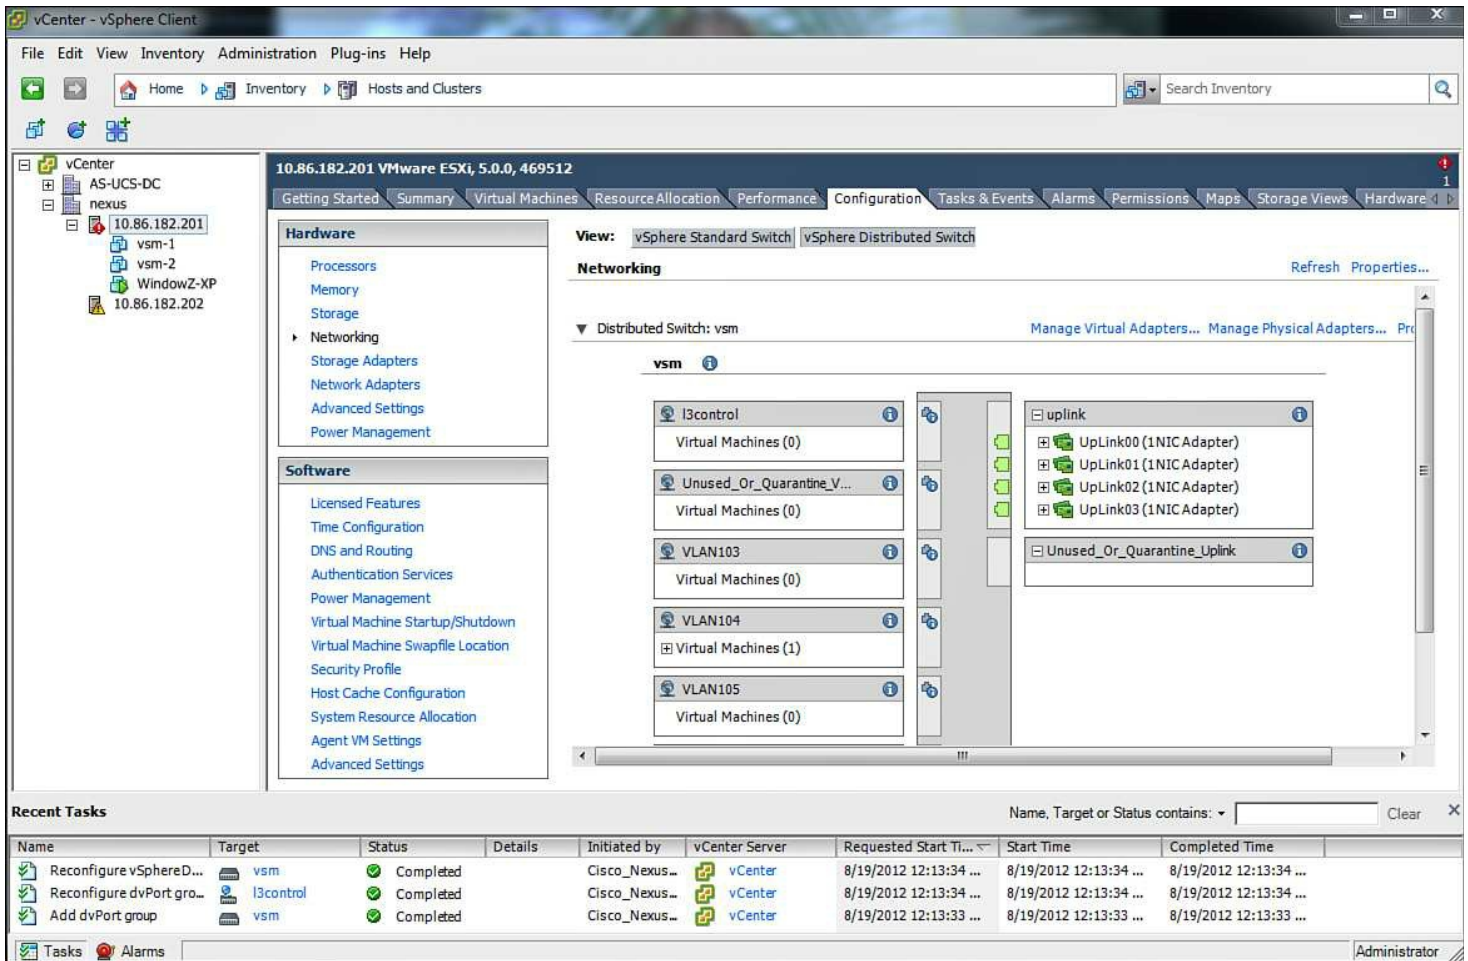 vCenter - vSphere Client
File Edit View Inventory Administration Plug-ins Help
Home Inventory Hosts and Clusters
Search Inventory
vCenter
AS-UCS-DC
nexus
10.86.182.201
vsm-1
vsm-2
WindowZ-XP
10.86.182.202
10.86.182.201 VMware ESXi, 5.0.0, 469512
1
Getting Started Summary Virtual Machines Resource Allocation Performance Configuration Tasks & Events Alarms Permissions Maps Storage Views Hardware
Hardware
Processors
Memory
Storage
Networking
Storage Adapters
Network Adapters
Advanced Settings
Power Management
Software
Licensed Features
Time Configuration
DNS and Routing
Authentication Services
Power Management
Virtual Machine Startup/Shutdown
Virtual Machine Swapfile Location
Security Profile
Host Cache Configuration
System Resource Allocation
Agent VM Settings
Advanced Settings
View: vSphere Standard Switch vSphere Distributed Switch
Networking
Refresh Properties...
Distributed Switch: vsm
Manage Virtual Adapters... Manage Physical Adapters...
vsm
l3control
Virtual Machines (0)
Unused_Or_Quarantine_V...
Virtual Machines (0)
VLAN103
Virtual Machines (0)
VLAN104
Virtual Machines (1)
VLAN105
Virtual Machines (0)
uplink
UpLink00 (1 NIC Adapter)
UpLink01 (1 NIC Adapter)
UpLink02 (1 NIC Adapter)
UpLink03 (1 NIC Adapter)
Unused_Or_Quarantine_Uplink
Recent Tasks
Name, Target or Status contains:
Clear
Name Target Status Details Initiated by vCenter Server Requested Start Ti... Start Time Completed Time
Reconfigure vSphere D... vsm Completed Cisco_Nexus... vCenter 8/19/2012 12:13:34 ... 8/19/2012 12:13:34 ... 8/19/2012 12:13:34 ...
Reconfigure dvPort gro... l3control Completed Cisco_Nexus... vCenter 8/19/2012 12:13:34 ... 8/19/2012 12:13:34 ... 8/19/2012 12:13:34 ...
Add dvPort group vsm Completed Cisco_Nexus... vCenter 8/19/2012 12:13:33 ... 8/19/2012 12:13:33 ... 8/19/2012 12:13:33 ...
Tasks Alarms
Administrator